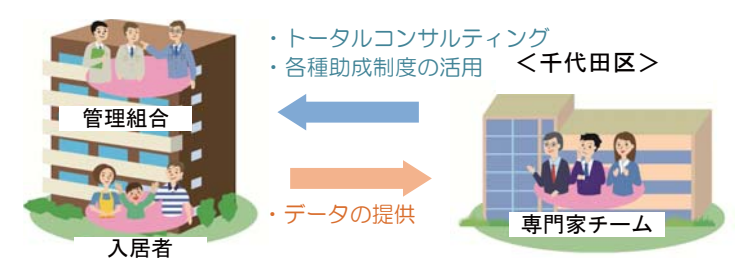 ・トータルコンサルティング
・各種助成制度の活用
＜千代田区＞
管理組合
・データの提供
専門家チーム
入居者